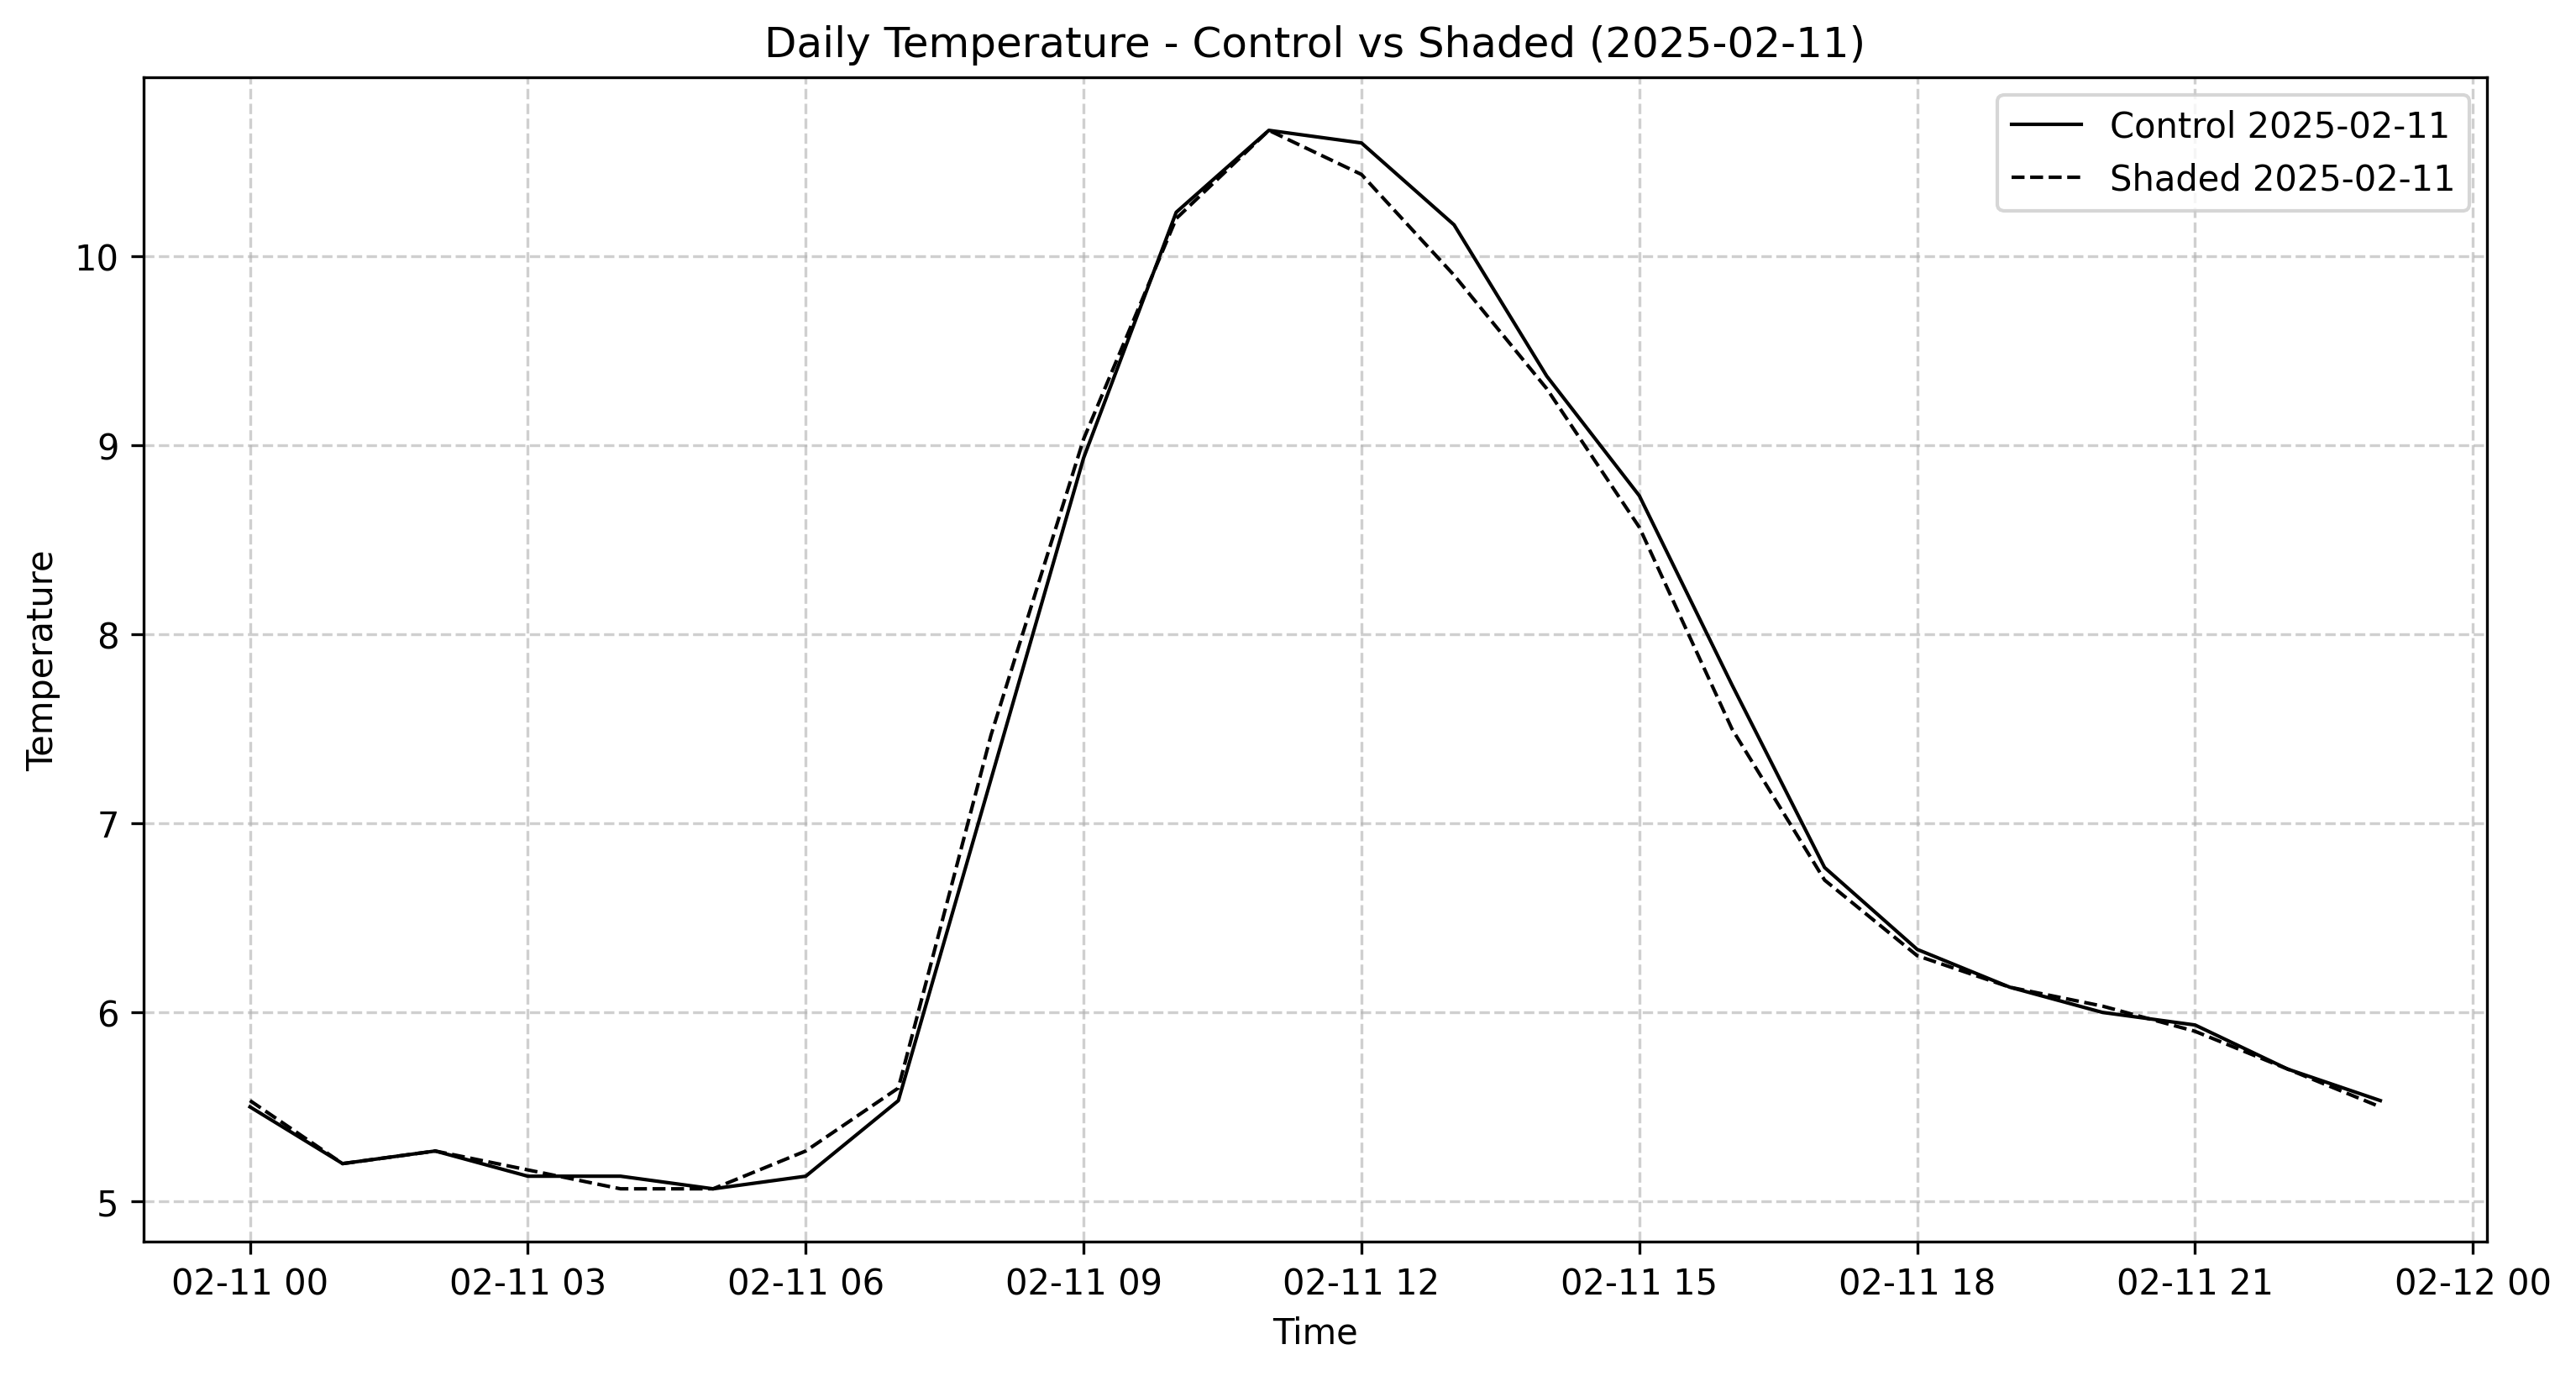 Daily Temperature - Control vs Shaded (2025-02-11)
Control 2025-02-11
Shaded 2025-02-11
Temperature
10
9
8
7
6
5
02-11 00 02-11 03 02-11 06 02-11 09 02-11 12 02-11 15 02-11 18 02-11 21 02-12 00
Time